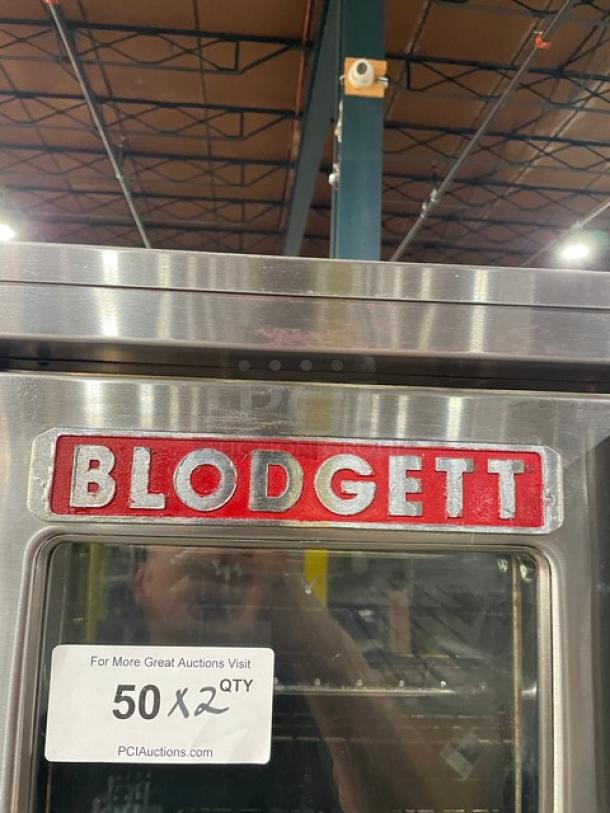 BLODGETT
For More Great Auctions Visit
50 x 2 QTY
PCIAuctions.com